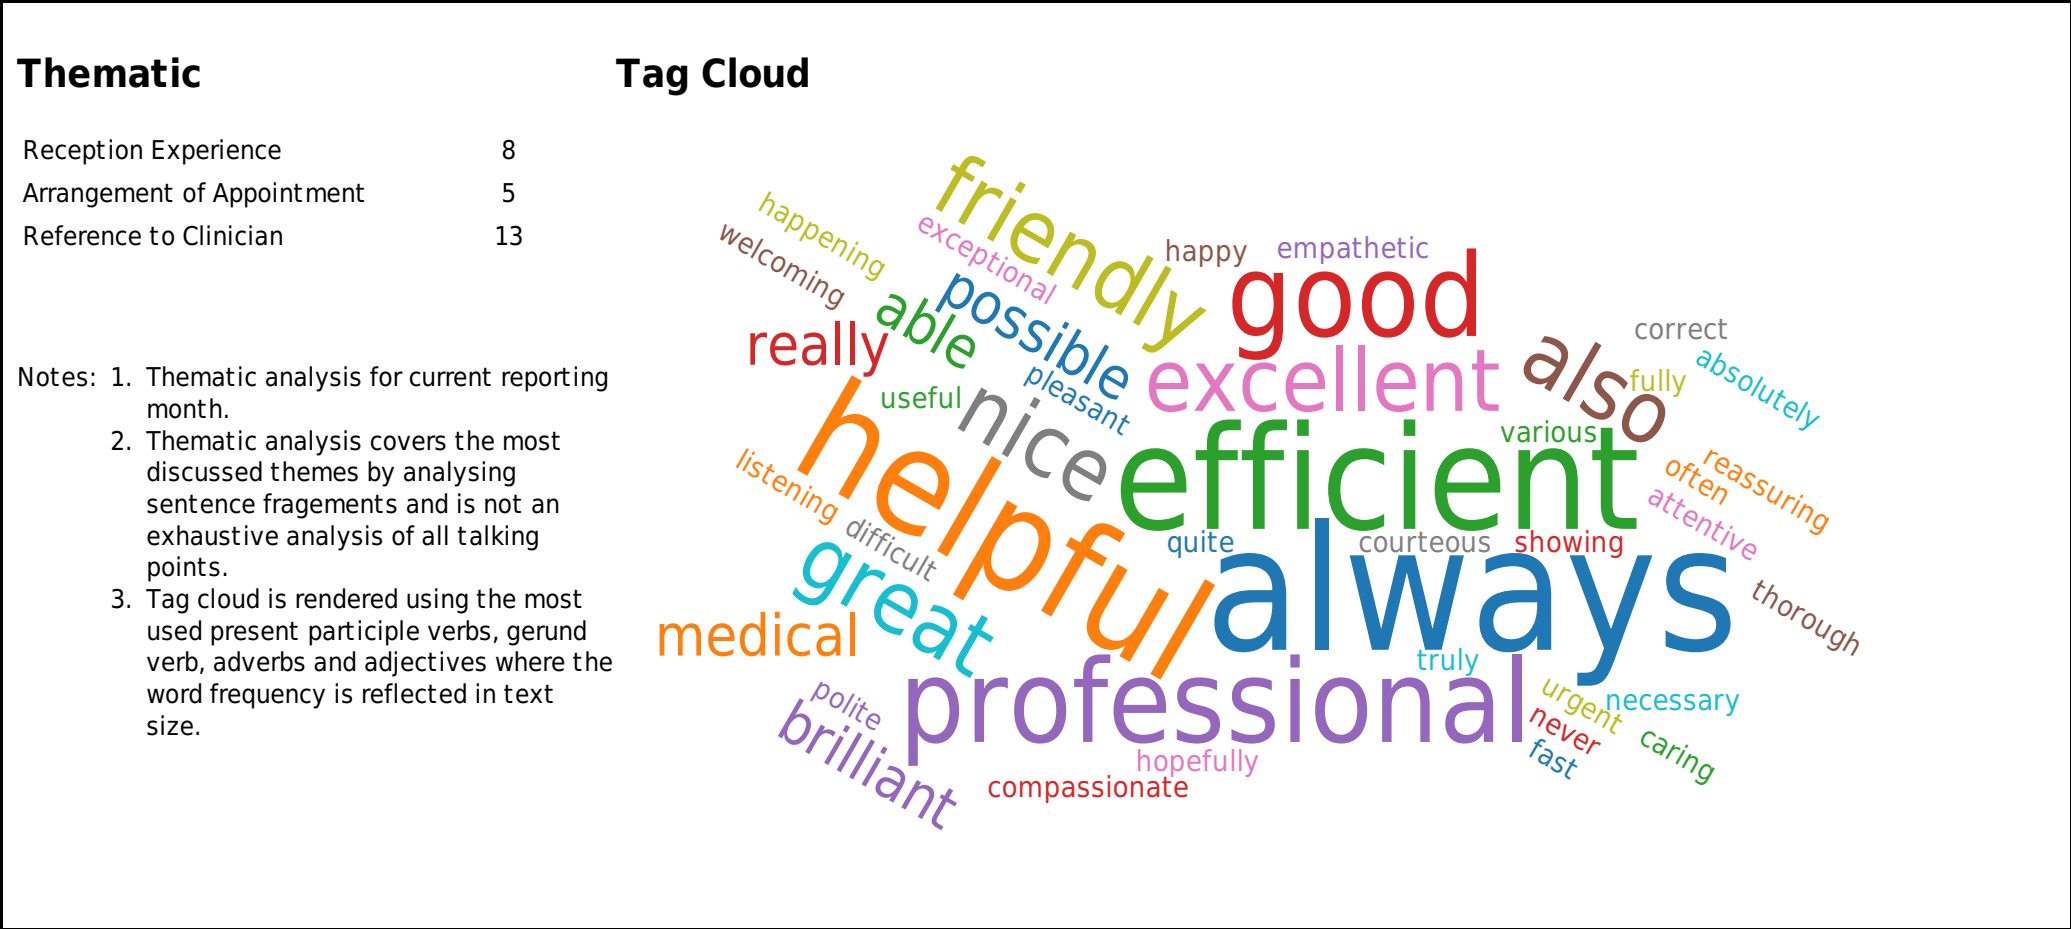 Thematic
Reception Experience 8
Arrangement of Appointment 5
Reference to Clinician 13
Notes: 1. Thematic analysis for current reporting
month.
2. Thematic analysis covers the most
discussed themes by analysing
sentence fragements and is not an
exhaustive analysis of all talking
points.
3. Tag cloud is rendered using the most
used present participle verbs, gerund
verb, adverbs and adjectives where the
word frequency is reflected in text
size.
Tag Cloud
friendly
happening
exceptional
welcoming
happy
empathetic
good
possible
able
really
correct
also
absolutely
fully
excellent
pleasant
useful
nice
helpful
efficient
various
reassuring
often
attentive
listening
difficult
quite
courteous
showing
always
great
medical
thorough
truly
professional
urgent
necessary
never
fast
caring
polite
brilliant
hopefully
compassionate